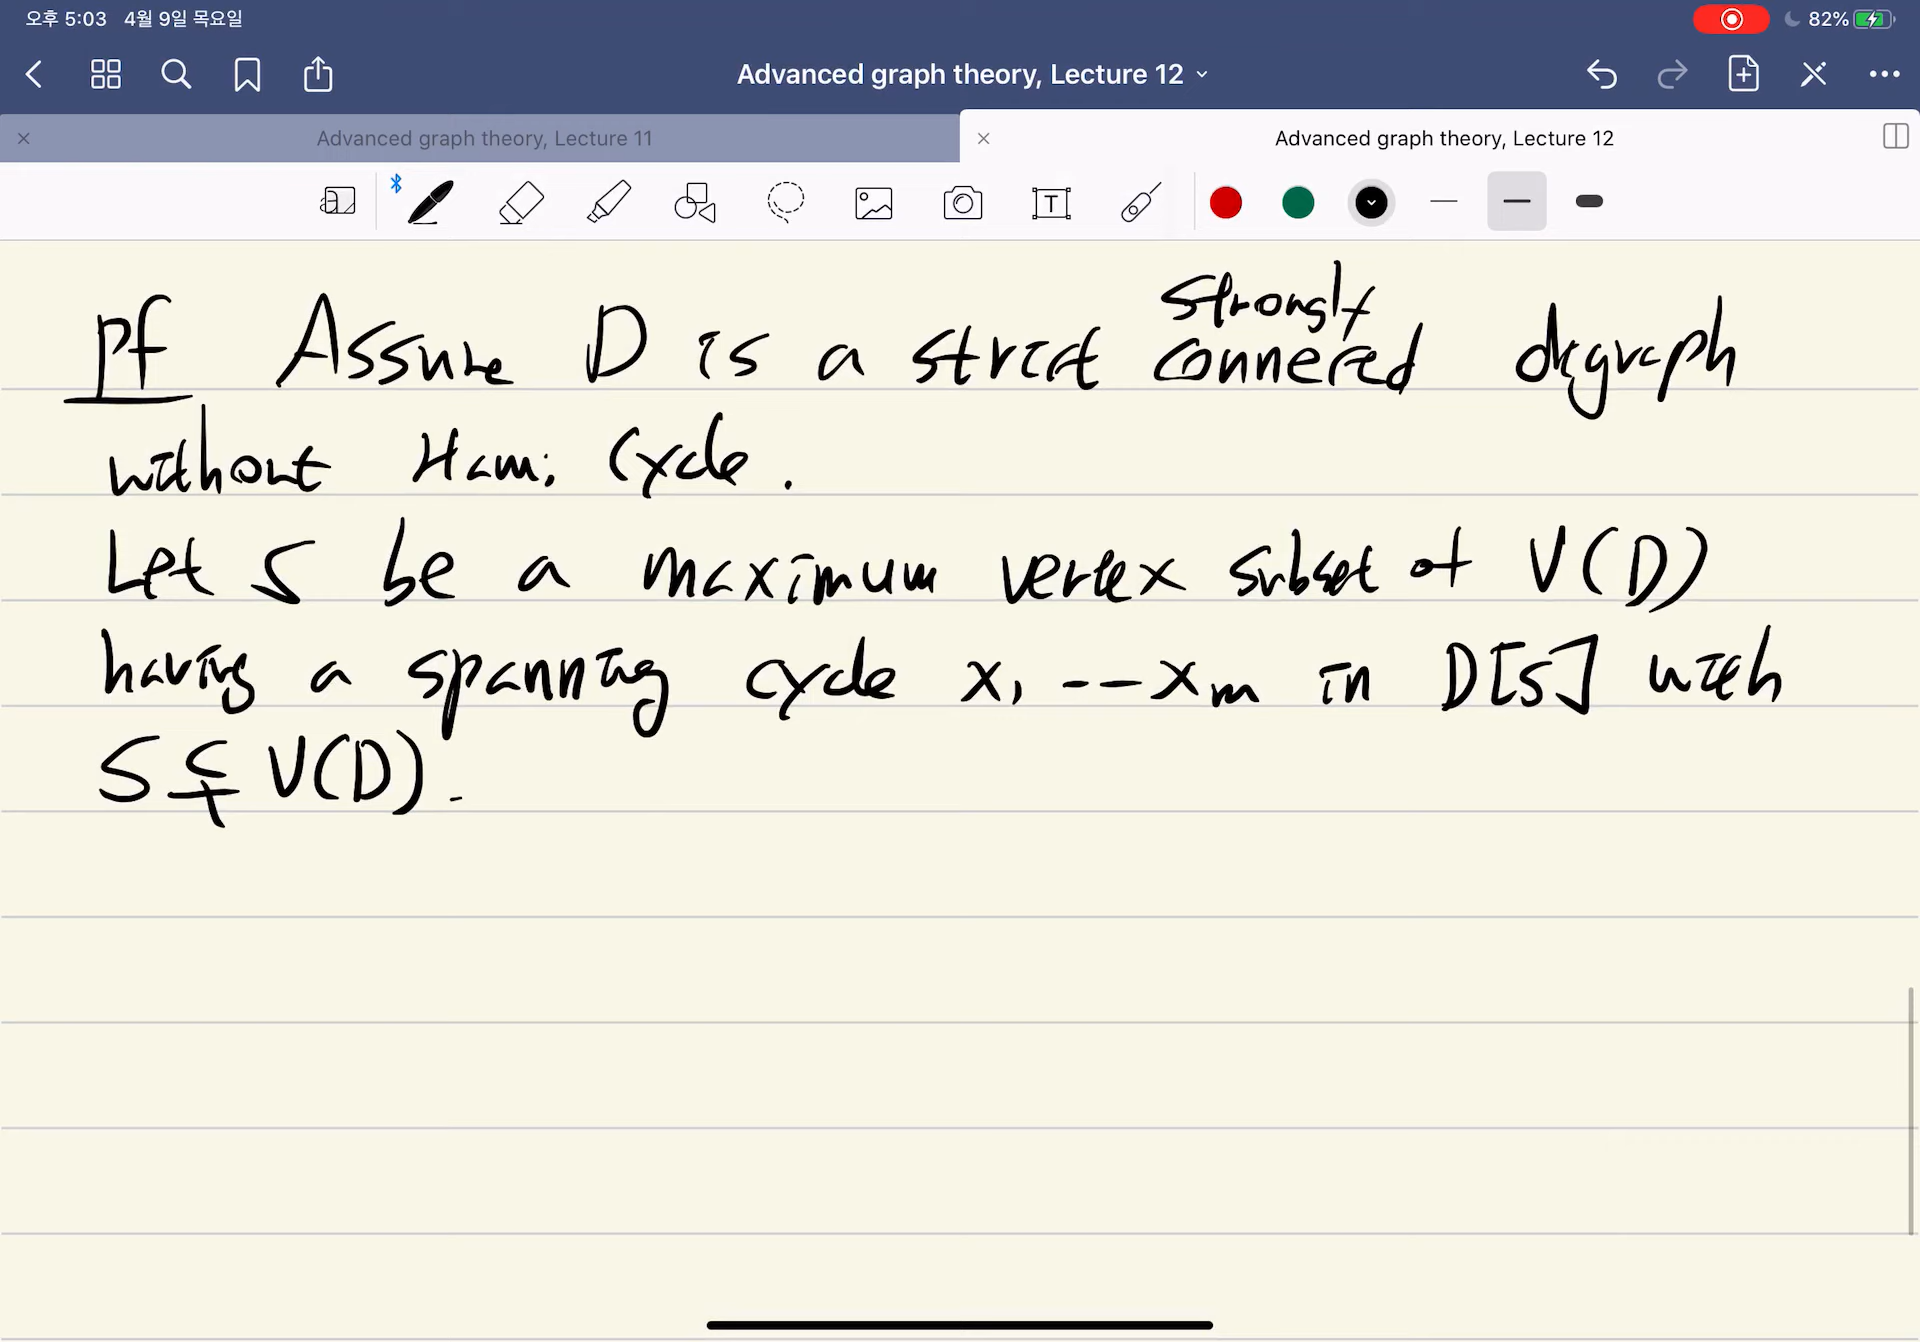 오후 5:03 4월 9일 목요일
82%
Advanced graph theory, Lecture 12
Advanced graph theory, Lecture 11
Advanced graph theory, Lecture 12
pf Assume D is a strict strongly connected digraph
without Ham. cycle.
Let S be a maximum vertex subset of V(D)
having a spanning cycle x₁ --- xₘ in D[S] with
S ⊊ V(D).